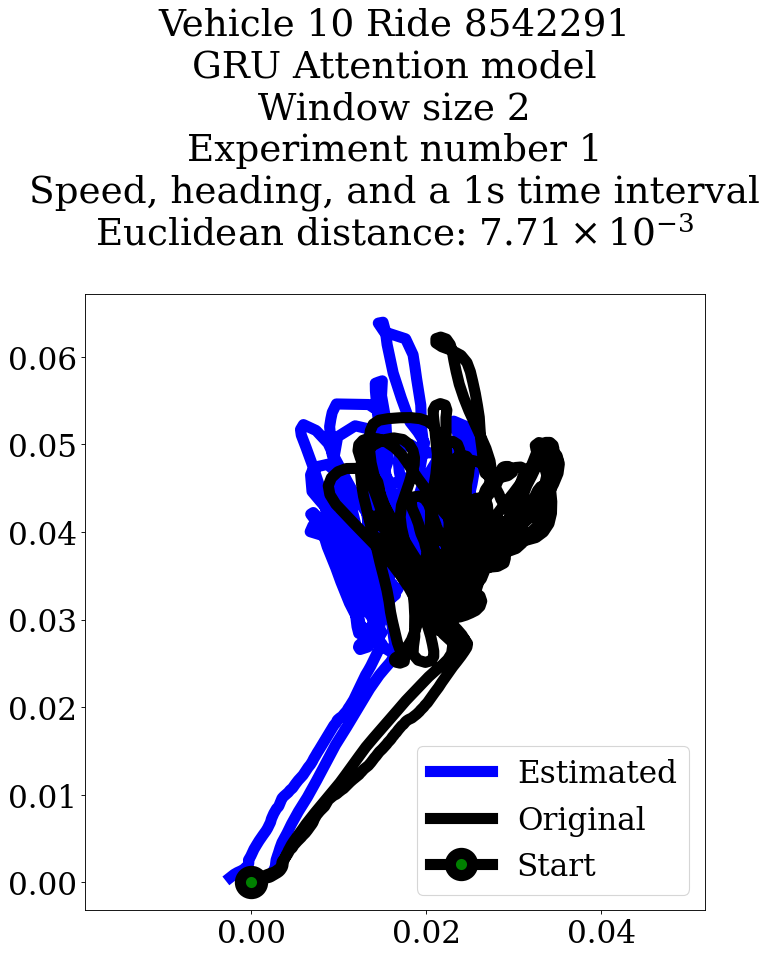 Vehicle 10 Ride 8542291
GRU Attention model
Window size 2
Experiment number 1
Speed, heading, and a 1s time interval
Euclidean distance: 7.71 × 10⁻³
0.06
0.05
0.04
0.03
0.02
0.01
0.00
Estimated
Original
Start
0.00 0.02 0.04